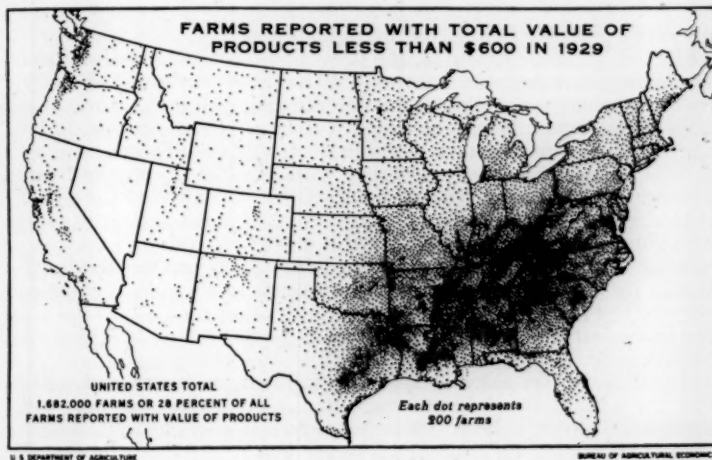 FARMS REPORTED WITH TOTAL VALUE OF
PRODUCTS LESS THAN $600 IN 1929
UNITED STATES TOTAL
1,682,000 FARMS OR 28 PERCENT OF ALL
FARMS REPORTED WITH VALUE OF PRODUCTS
Each dot represents
200 farms
U. S. DEPARTMENT OF AGRICULTURE
BUREAU OF AGRICULTURAL ECONOMICS